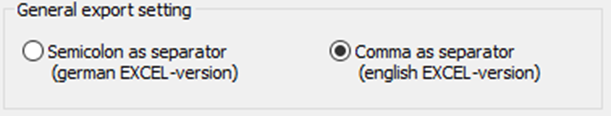 General export setting
Semicolon as separator
(german EXCEL-version)
Comma as separator
(english EXCEL-version)